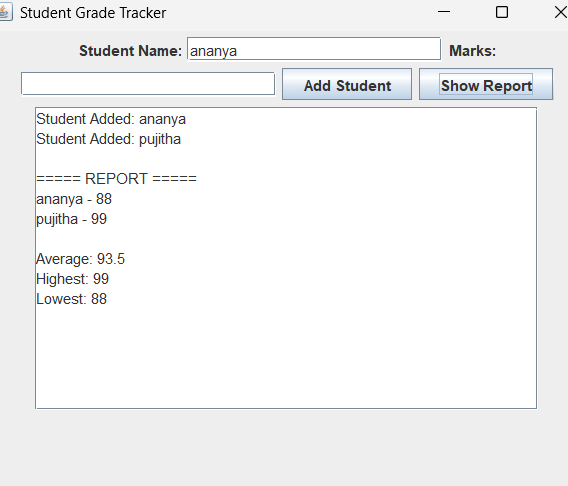 Student Grade Tracker
Student Name: ananya Marks:
Add Student Show Report
Student Added: ananya
Student Added: pujitha
===== REPORT =====
ananya - 88
pujitha - 99
Average: 93.5
Highest: 99
Lowest: 88